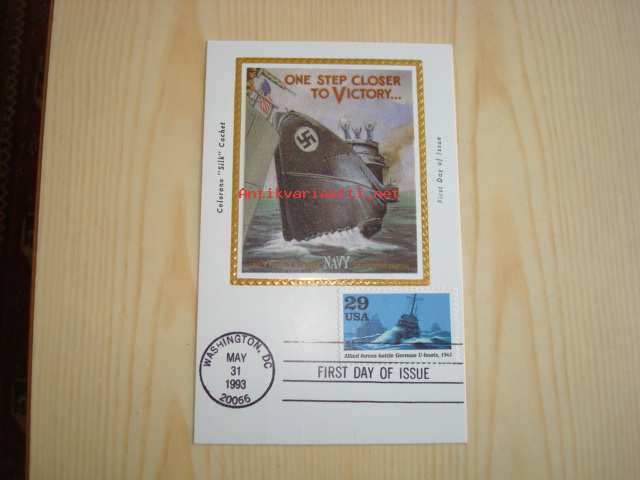 ONE STEP CLOSER
TO VICTORY...
Colorano "Silk" Cachet
First Day of Issue
Antikvariaatti.net
NAVY
29
USA
Allied forces battle German U-boats, 1943
WASHINGTON, DC
MAY
31
1993
20066
FIRST DAY OF ISSUE